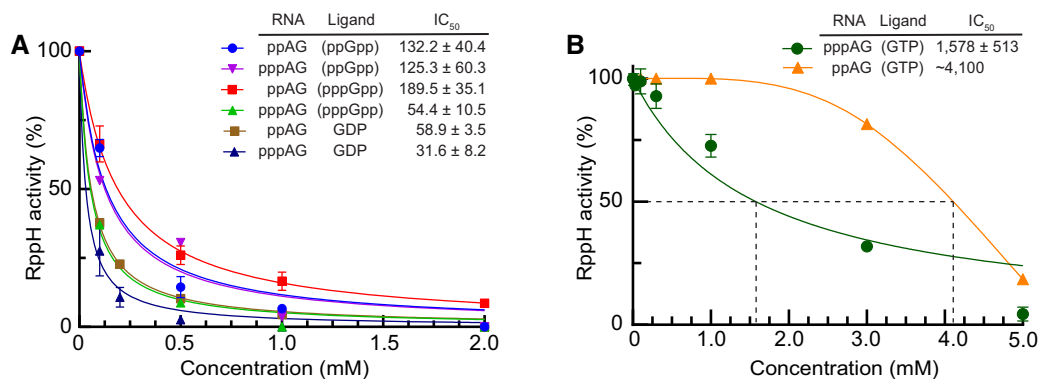 A
RNA Ligand IC50
ppAG (ppGpp) 132.2 ± 40.4
pppAG (ppGpp) 125.3 ± 60.3
ppAG (pppGpp) 189.5 ± 35.1
pppAG (pppGpp) 54.4 ± 10.5
ppAG GDP 58.9 ± 3.5
pppAG GDP 31.6 ± 8.2
RppH activity (%)
100
50
0
0 0.5 1.0 1.5 2.0
Concentration (mM)
B
RNA Ligand IC50
pppAG (GTP) 1,578 ± 513
ppAG (GTP) ~4,100
RppH activity (%)
100
50
0
0.0 1.0 2.0 3.0 4.0 5.0
Concentration (mM)